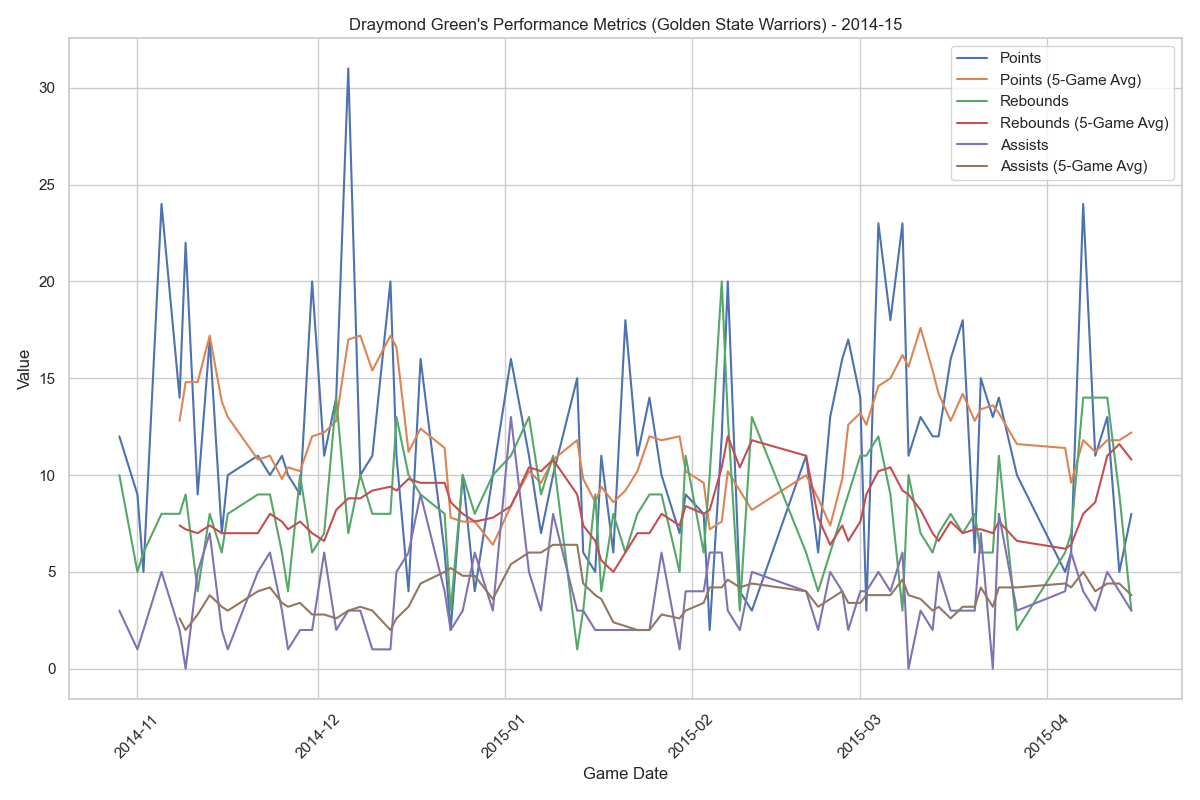 Draymond Green's Performance Metrics (Golden State Warriors) - 2014-15
Points
Points (5-Game Avg)
Rebounds
Rebounds (5-Game Avg)
Assists
Assists (5-Game Avg)
30
25
20
15
10
5
0
Value
2014-11
2014-12
2015-01
2015-02
2015-03
2015-04
Game Date